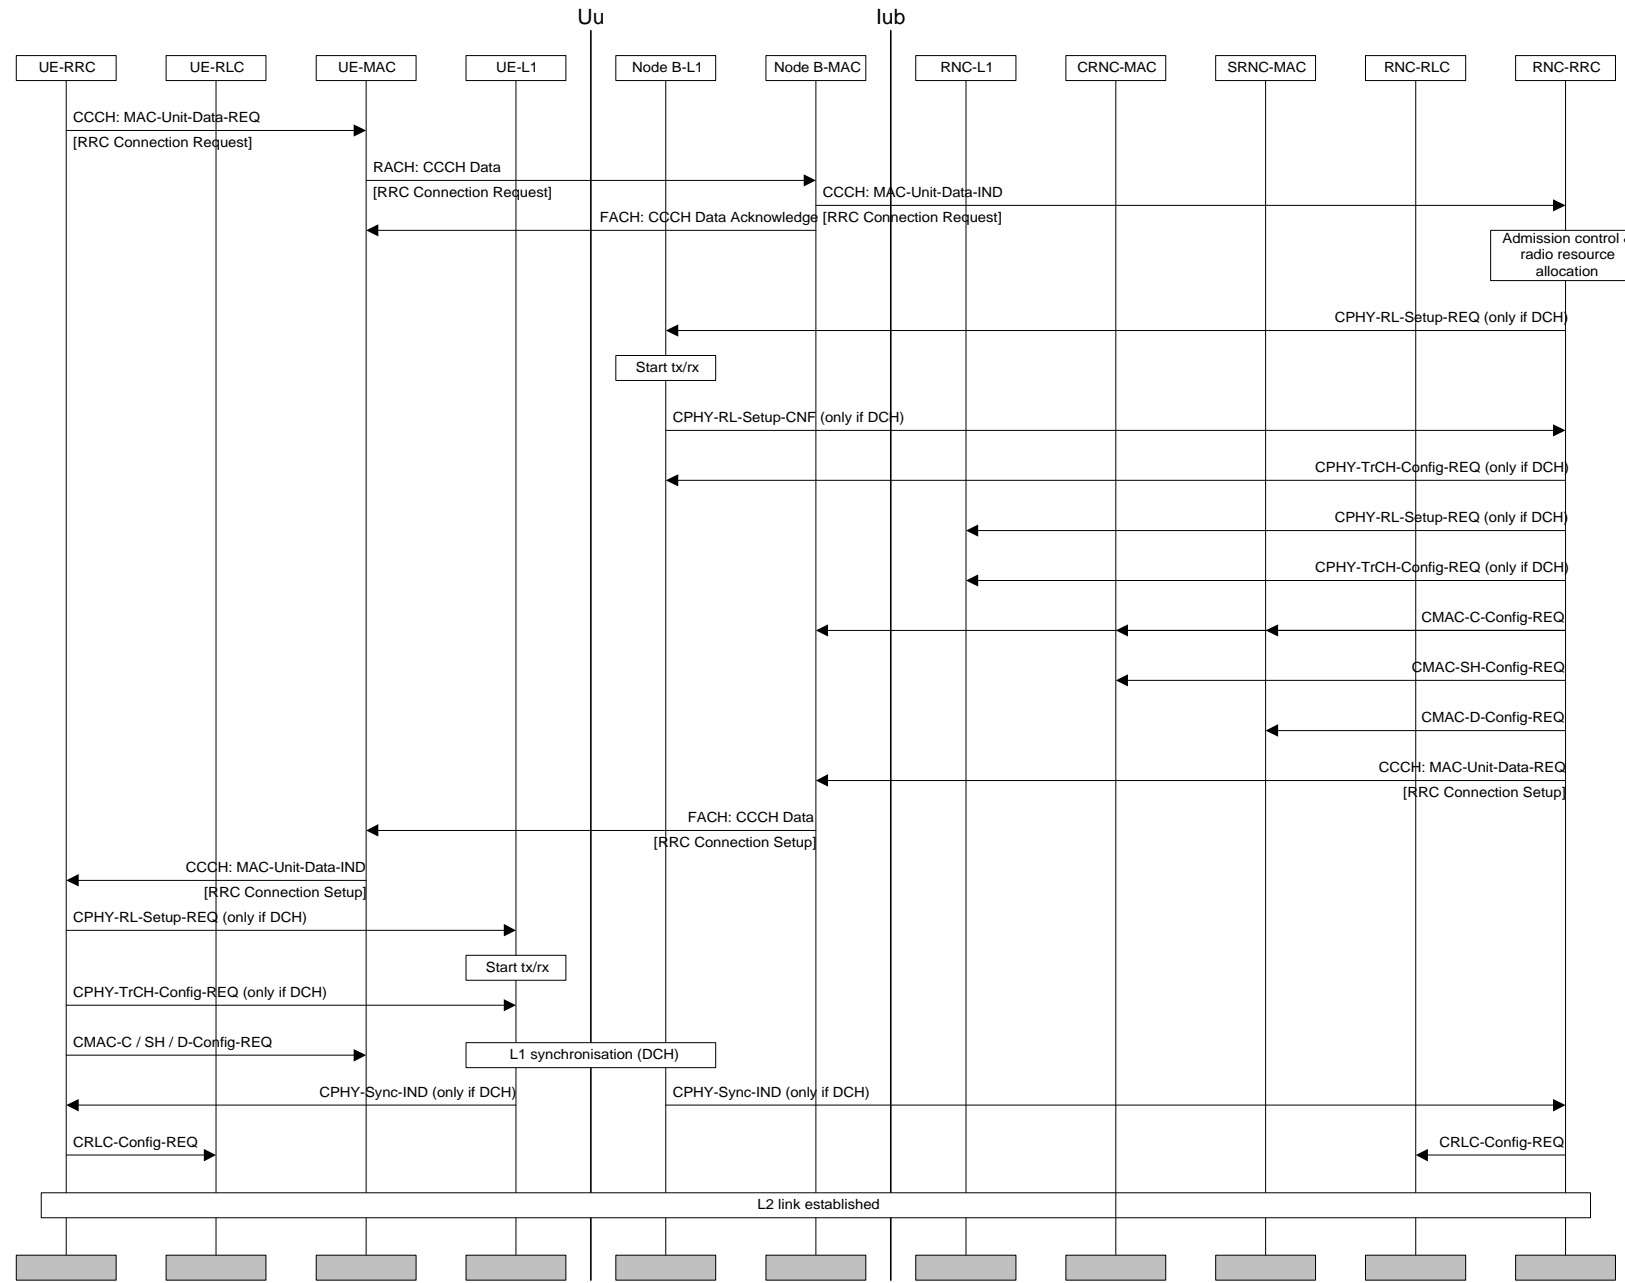 Uu
Iub
UE-RRC
UE-RLC
UE-MAC
UE-L1
Node B-L1
Node B-MAC
RNC-L1
CRNC-MAC
SRNC-MAC
RNC-RLC
RNC-RRC
CCCH: MAC-Unit-Data-REQ
[RRC Connection Request]
RACH: CCCH Data
[RRC Connection Request]
CCCH: MAC-Unit-Data-IND
FACH: CCCH Data Acknowledge
[RRC Connection Request]
Admission control &
radio resource
allocation
CPHY-RL-Setup-REQ (only if DCH)
Start tx/rx
CPHY-RL-Setup-CNF (only if DCH)
CPHY-TrCH-Config-REQ (only if DCH)
CPHY-RL-Setup-REQ (only if DCH)
CPHY-TrCH-Config-REQ (only if DCH)
CMAC-C-Config-REQ
CMAC-SH-Config-REQ
CMAC-D-Config-REQ
CCCH: MAC-Unit-Data-REQ
[RRC Connection Setup]
FACH: CCCH Data
[RRC Connection Setup]
CCCH: MAC-Unit-Data-IND
[RRC Connection Setup]
CPHY-RL-Setup-REQ (only if DCH)
Start tx/rx
CPHY-TrCH-Config-REQ (only if DCH)
CMAC-C / SH / D-Config-REQ
L1 synchronisation (DCH)
CPHY-Sync-IND (only if DCH)
CPHY-Sync-IND (only if DCH)
CRLC-Config-REQ
CRLC-Config-REQ
L2 link established